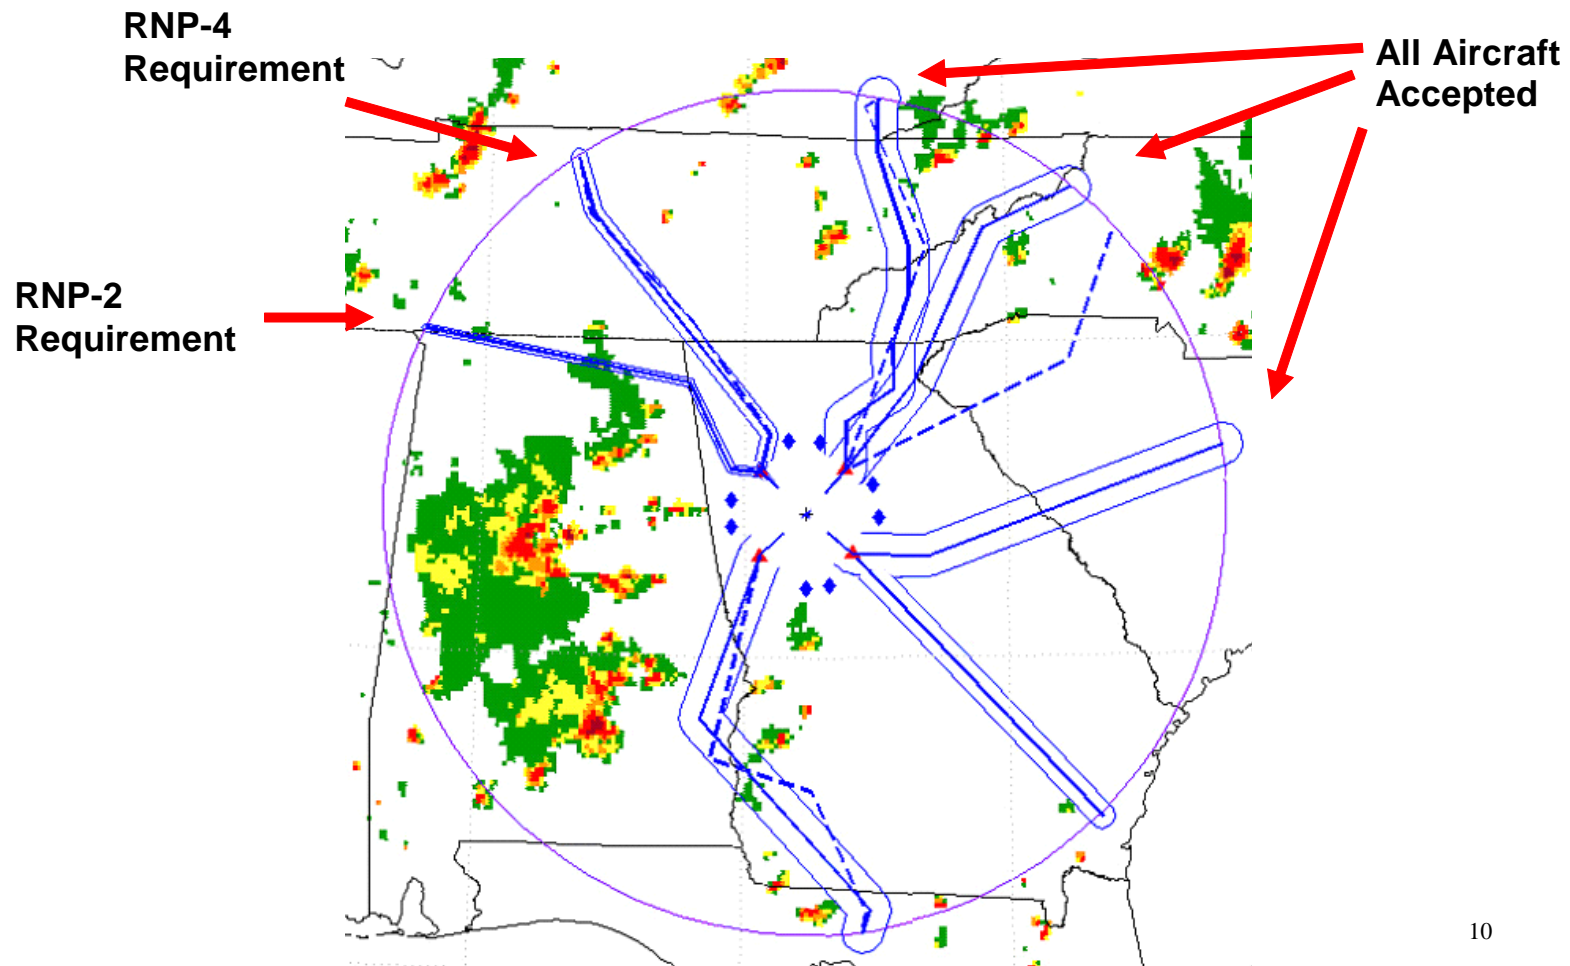 RNP-4
Requirement
All Aircraft
Accepted
RNP-2
Requirement
10